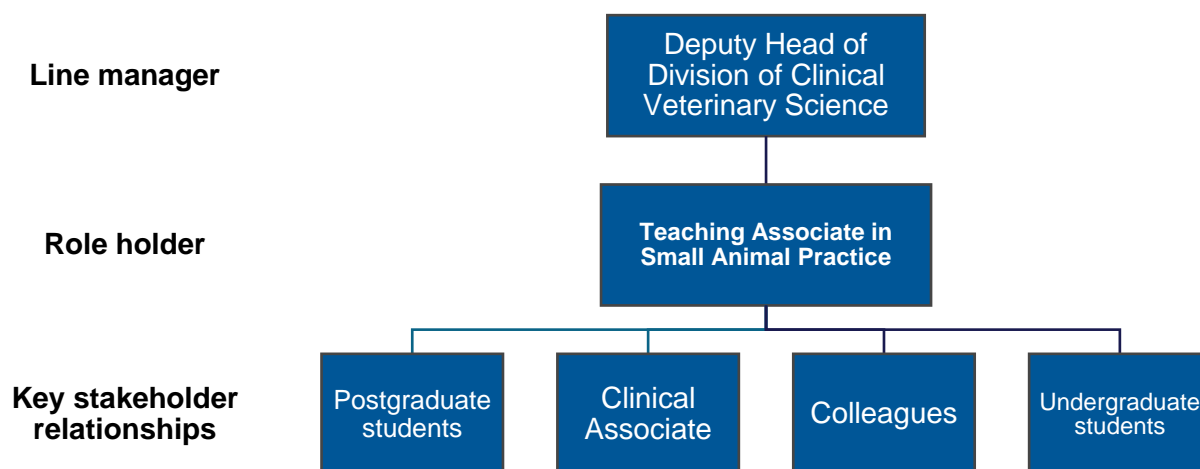 Line manager
Deputy Head of
Division of Clinical
Veterinary Science
Role holder
Teaching Associate in
Small Animal Practice
Key stakeholder
relationships
Postgraduate
students
Clinical
Associate
Colleagues
Undergraduate
students